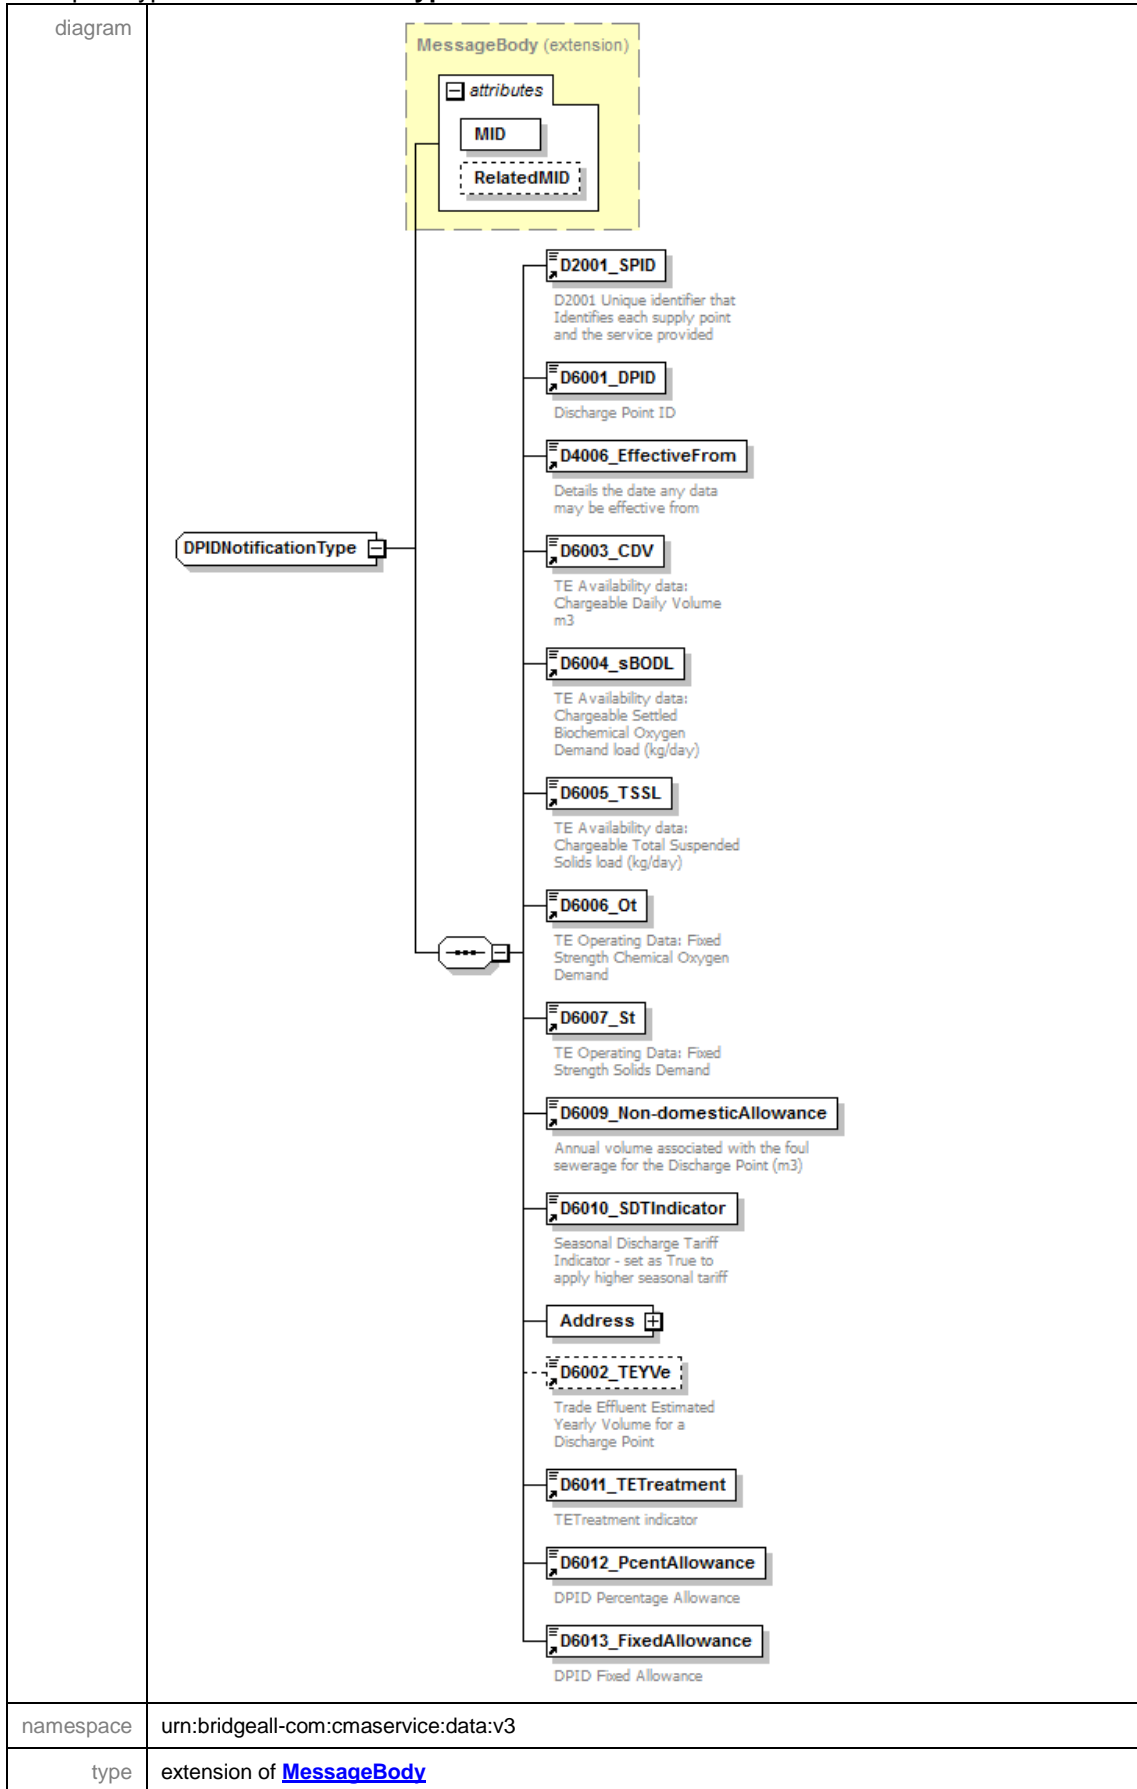 diagram
MessageBody (extension)
attributes
MID
RelatedMID
D2001_SPID
D2001 Unique identifier that
Identifies each supply point
and the service provided
D6001_DPID
Discharge Point ID
D4006_EffectiveFrom
Details the date any data
may be effective from
DPIDNotificationType
D6003_CDV
TE Availability data:
Chargeable Daily Volume
m3
D6004_sBODL
TE Availability data:
Chargeable Settled
Biochemical Oxygen
Demand load (kg/day)
D6005_TSSL
TE Availability data:
Chargeable Total Suspended
Solids load (kg/day)
D6006_Ot
TE Operating Data: Fixed
Strength Chemical Oxygen
Demand
D6007_St
TE Operating Data: Fixed
Strength Solids Demand
D6009_Non-domesticAllowance
Annual volume associated with the foul
sewerage for the Discharge Point (m3)
D6010_SDTIndicator
Seasonal Discharge Tariff
Indicator - set as True to
apply higher seasonal tariff
Address
D6002_TEYVe
Trade Effluent Estimated
Yearly Volume for a
Discharge Point
D6011_TETreatment
TETreatment indicator
D6012_PcentAllowance
DPID Percentage Allowance
D6013_FixedAllowance
DPID Fixed Allowance
namespace urn:bridgeall-com:cmaservice:data:v3
type extension of MessageBody